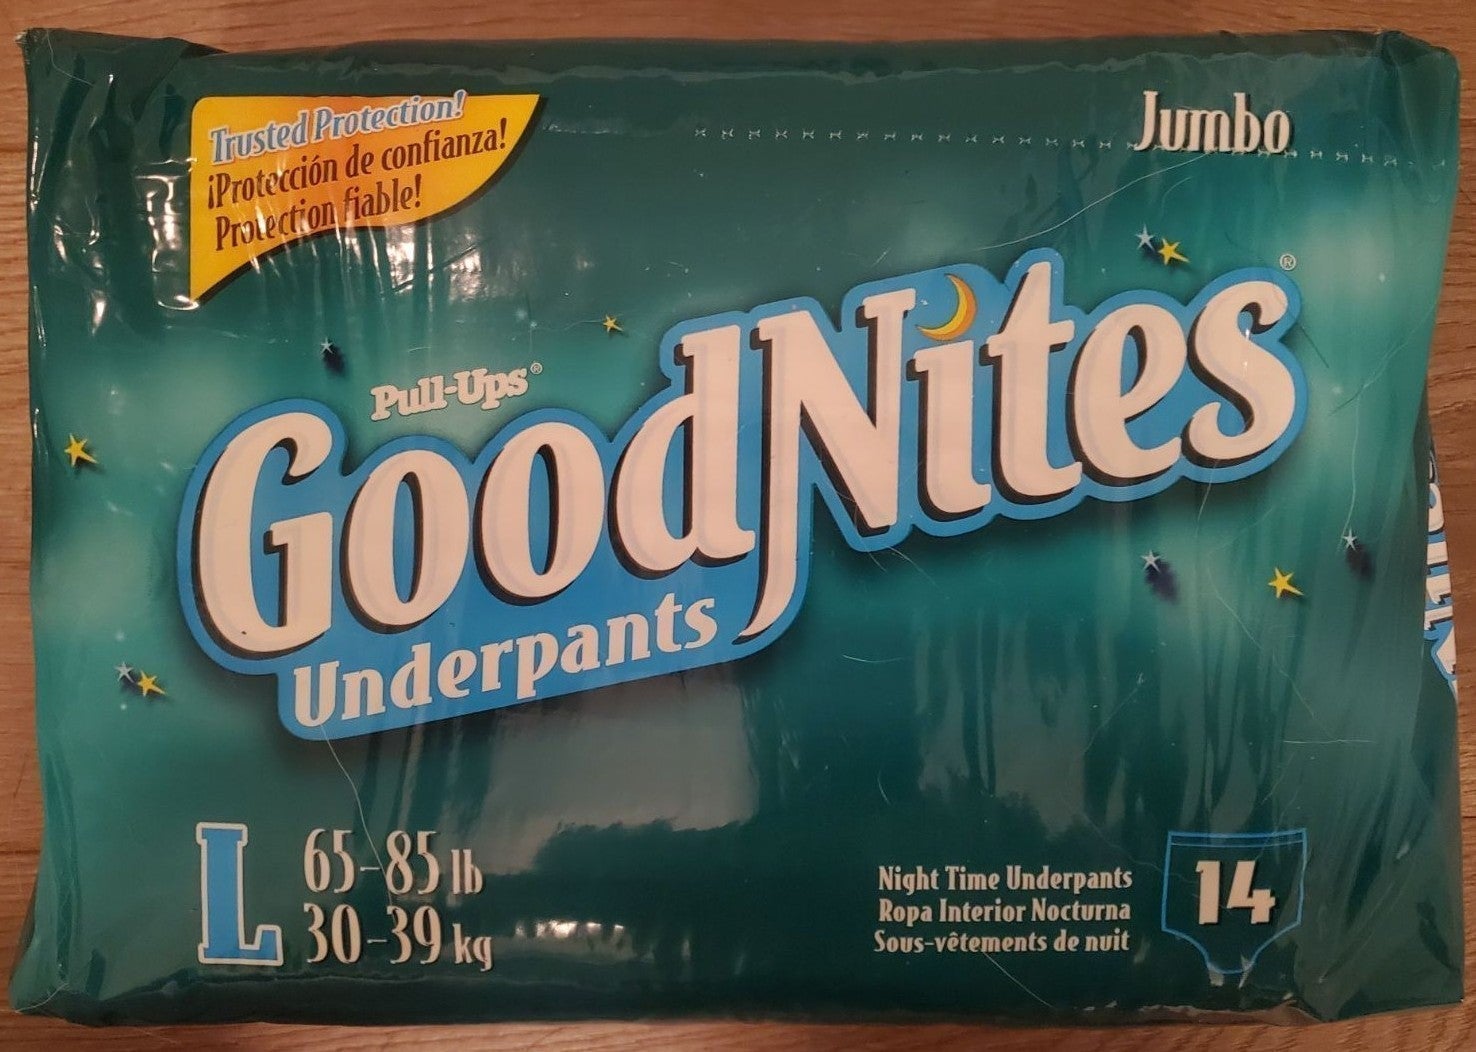 Trusted Protection!
¡Protección de confianza!
Protection fiable!
Jumbo
Pull-Ups®
GoodNites®
Underpants
L
65-85 lb
30-39 kg
Night Time Underpants
Ropa Interior Nocturna
Sous-vêtements de nuit
14